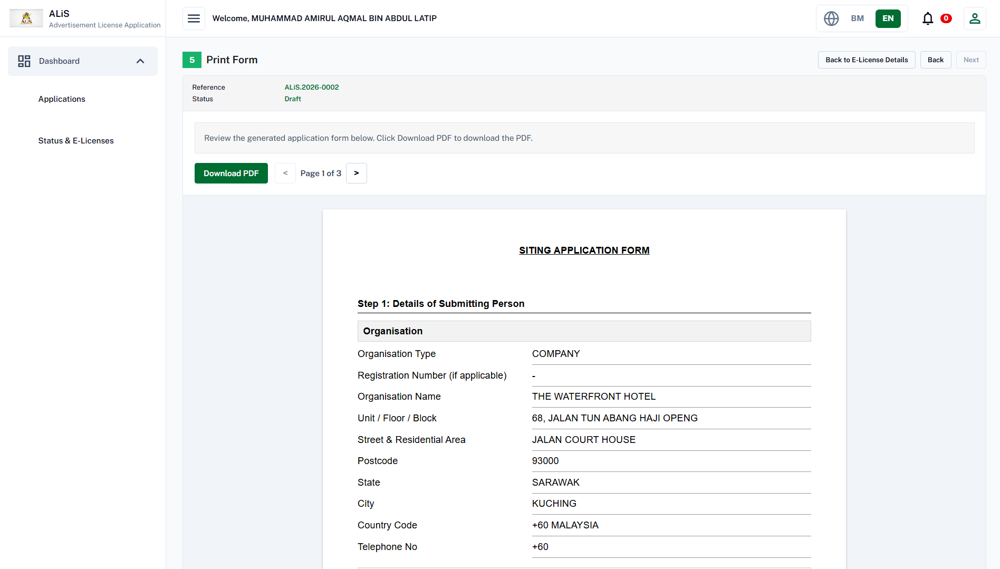 ALiS
Advertisement License Application
ALiS
Welcome, MUHAMMAD AMIRUL AQMAL BIN ABDUL LATIP
BM
EN
0
Dashboard
Applications
Status & E-Licenses
5
Print Form
Back to E-License Details
Back
Next
Reference
ALiS.2026-0002
Status
Draft
Review the generated application form below. Click Download PDF to download the PDF.
Download PDF
<
Page 1 of 3
>
SITING APPLICATION FORM
Step 1: Details of Submitting Person
Organisation
Organisation Type
COMPANY
Registration Number (if applicable)
-
Organisation Name
THE WATERFRONT HOTEL
Unit / Floor / Block
68, JALAN TUN ABANG HAJI OPENG
Street & Residential Area
JALAN COURT HOUSE
Postcode
93000
State
SARAWAK
City
KUCHING
Country Code
+60 MALAYSIA
Telephone No
+60